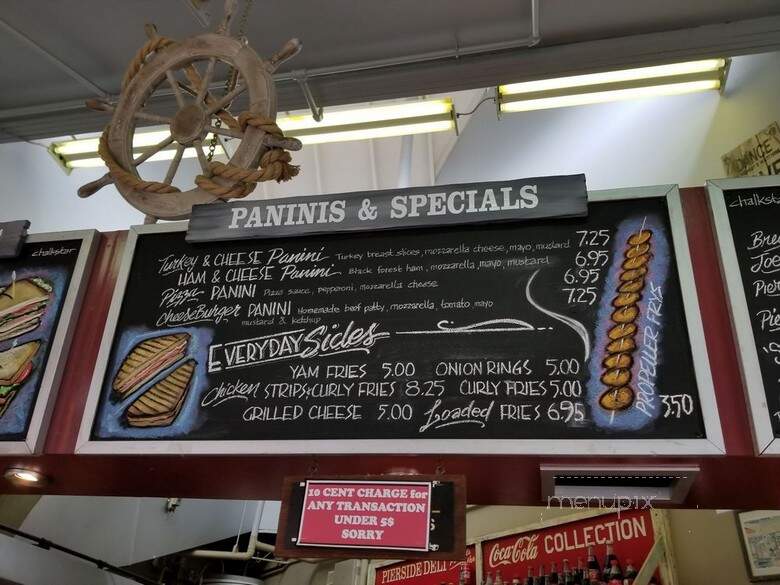 PANINIS & SPECIALS
chalkstar
Turkey & CHEESE Panini Turkey breast slices, mozzarella cheese, mayo, mustard 7.25
HAM & CHEESE Panini Black forest ham, mozzarella, mayo, mustard 6.95
Pizza PANINI Pizza sauce, pepperoni, mozzarella cheese 6.95
CheeseBurger PANINI Homemade beef patty, mozzarella, tomato, mayo 7.25
mustard & ketchup
EVERYDAY Sides
YAM FRIES 5.00 ONION RINGS 5.00
Chicken STRIPS & CURLY FRIES 8.25 CURLY FRIES 5.00
GRILLED CHEESE 5.00 Loaded FRIES 6.95
PROPELLER FRYS
3.50
chalkstar
10 CENT CHARGE for
ANY TRANSACTION
UNDER 5$
SORRY
menupix
PIERSIDE DELI
Coca-Cola COLLECTION